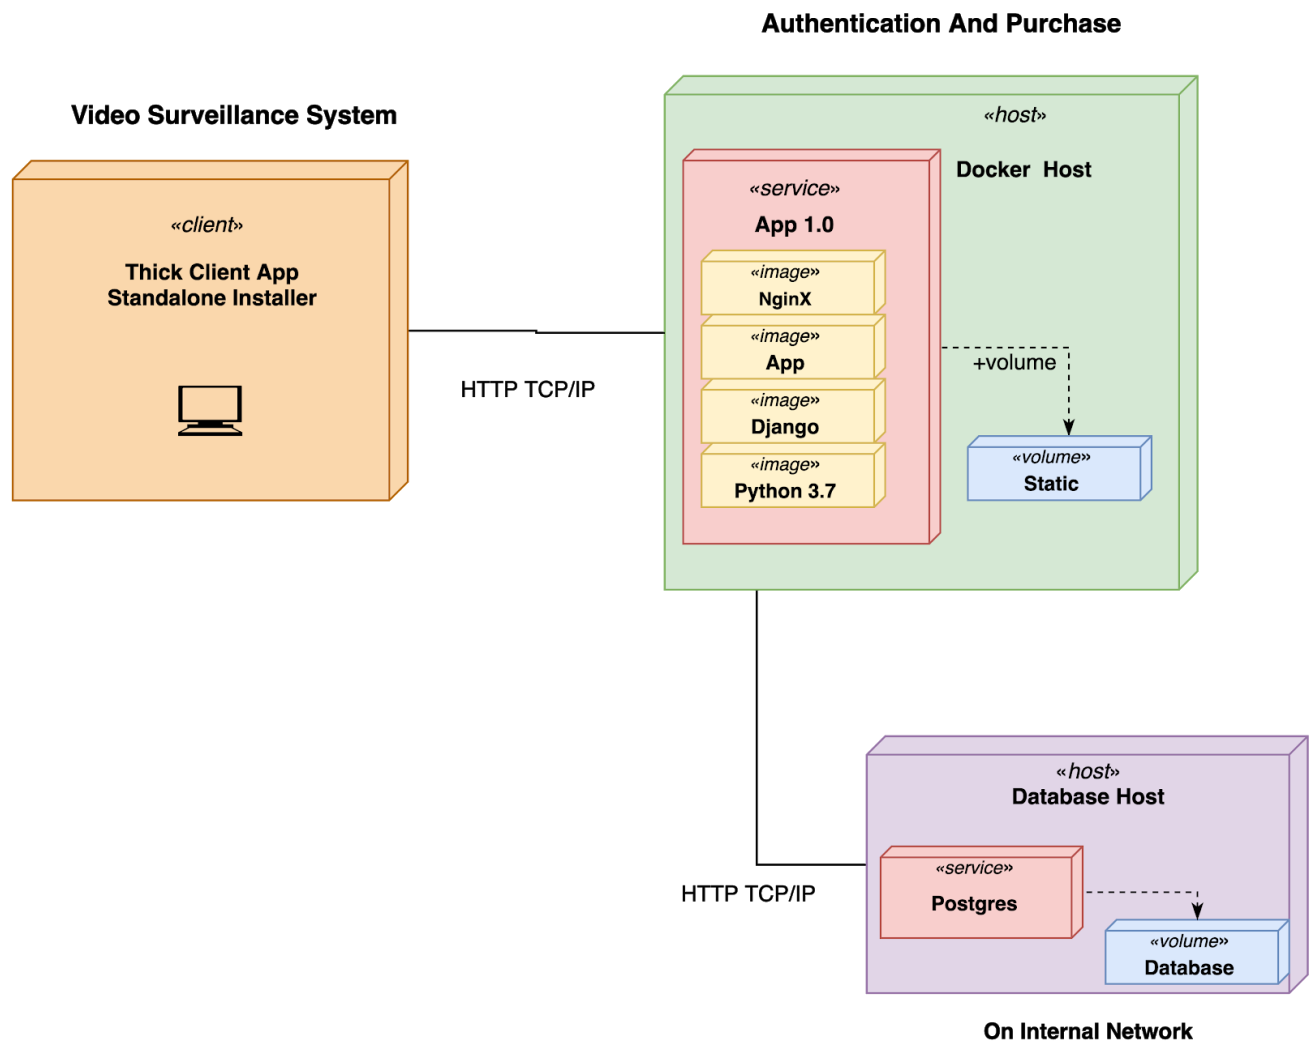 Authentication And Purchase
Video Surveillance System
«client»
Thick Client App
Standalone Installer
HTTP TCP/IP
«host»
Docker Host
«service»
App 1.0
«image»
NginX
«image»
App
«image»
Django
«image»
Python 3.7
+volume
«volume»
Static
HTTP TCP/IP
«host»
Database Host
«service»
Postgres
«volume»
Database
On Internal Network